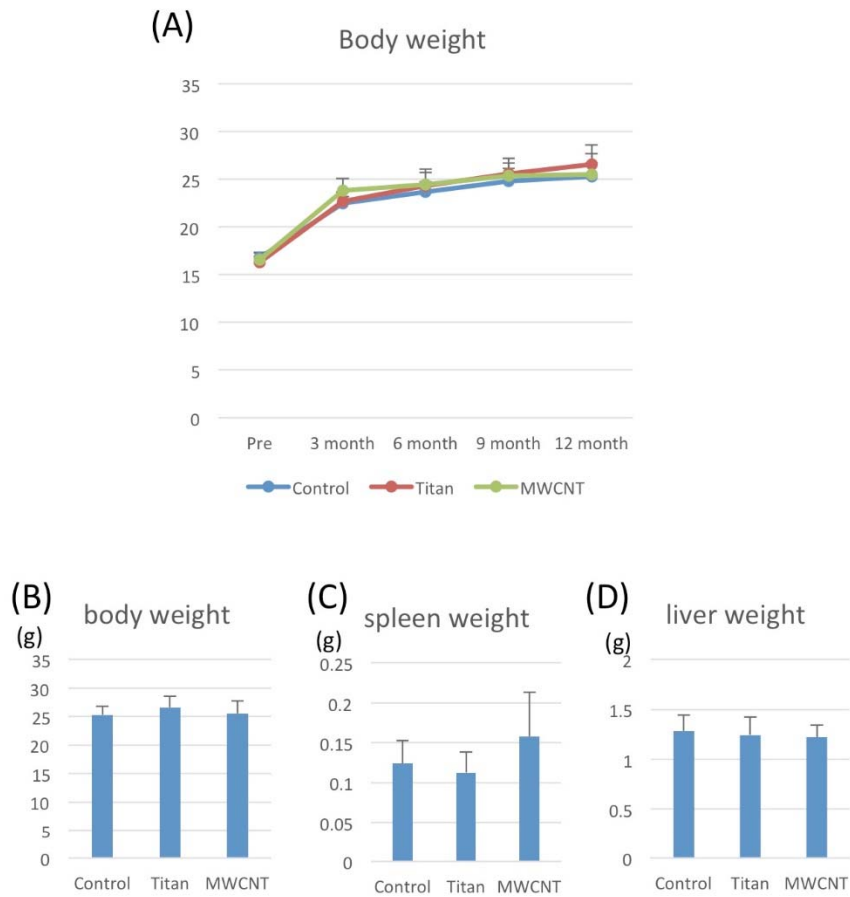 (A)
Body weight
35
30
25
20
15
10
5
0
Pre 3 month 6 month 9 month 12 month
Control Titan MWCNT
(B)
body weight
(g)
35
30
25
20
15
10
5
0
Control Titan MWCNT
(C)
spleen weight
(g)
0.25
0.2
0.15
0.1
0.05
0
Control Titan MWCNT
(D)
liver weight
(g)
2
1.5
1
0.5
0
Control Titan MWCNT